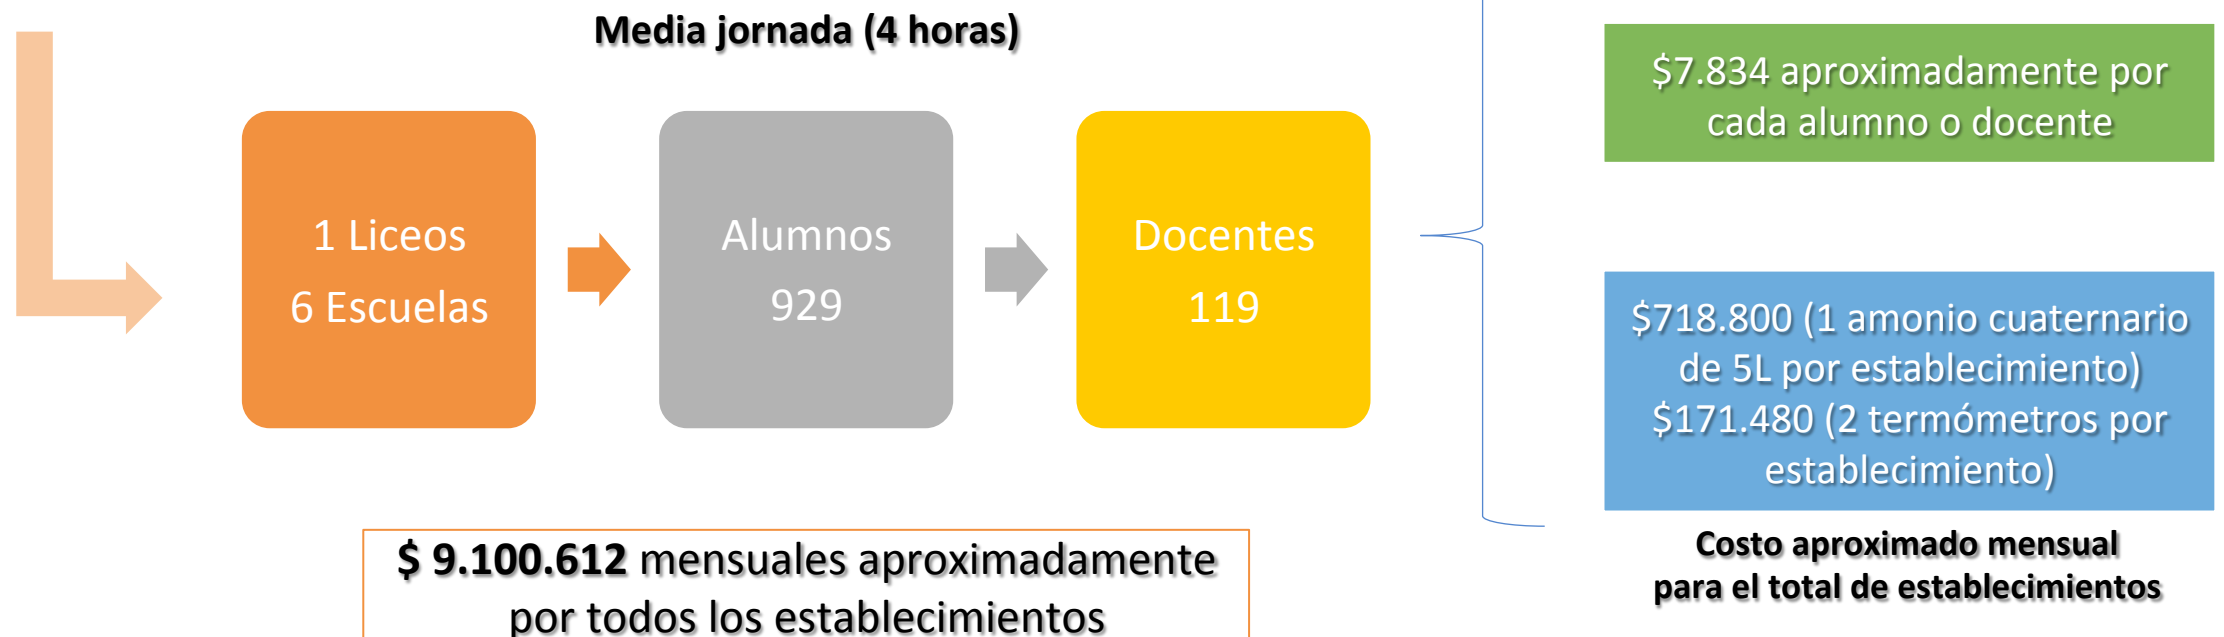 Media jornada (4 horas)
1 Liceos
6 Escuelas
Alumnos
929
Docentes
119
$7.834 aproximadamente por
cada alumno o docente
$718.800 (1 amonio cuaternario
de 5L por establecimiento)
$171.480 (2 termómetros por
establecimiento)
Costo aproximado mensual
para el total de establecimientos
$ 9.100.612 mensuales aproximadamente
por todos los establecimientos